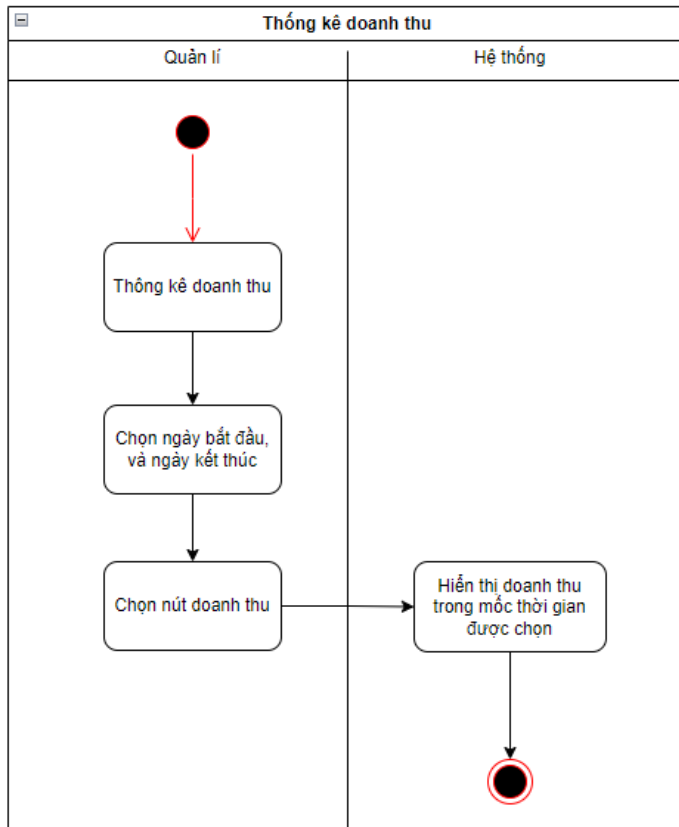 Thống kê doanh thu
Quản lí
Hệ thống
Thông kê doanh thu
Chọn ngày bắt đầu,
và ngày kết thúc
Chọn nút doanh thu
Hiển thị doanh thu
trong mốc thời gian
được chọn